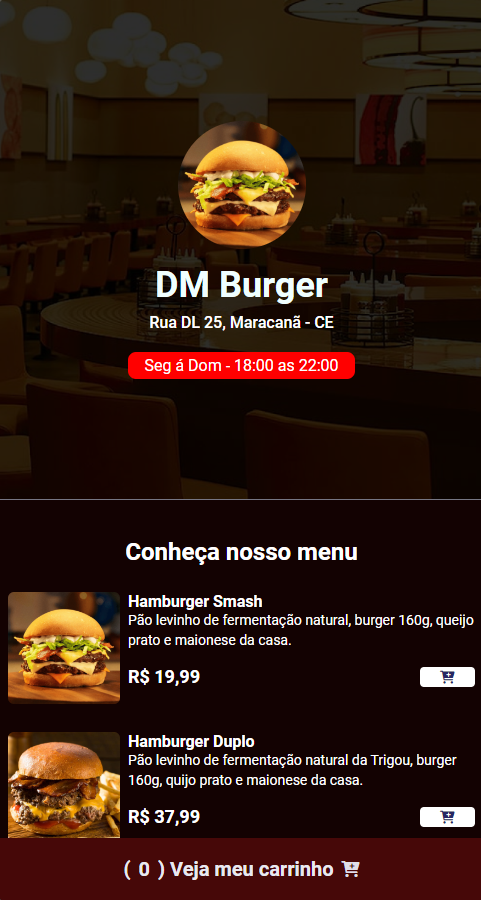 DM Burger
Rua DL 25, Maracanã - CE
Seg á Dom - 18:00 as 22:00
Conheça nosso menu
Hamburger Smash
Pão levinho de fermentação natural, burger 160g, queijo
prato e maionese da casa.
R$ 19,99
Hamburger Duplo
Pão levinho de fermentação natural da Trigou, burger
160g, quijo prato e maionese da casa.
R$ 37,99
( 0 ) Veja meu carrinho